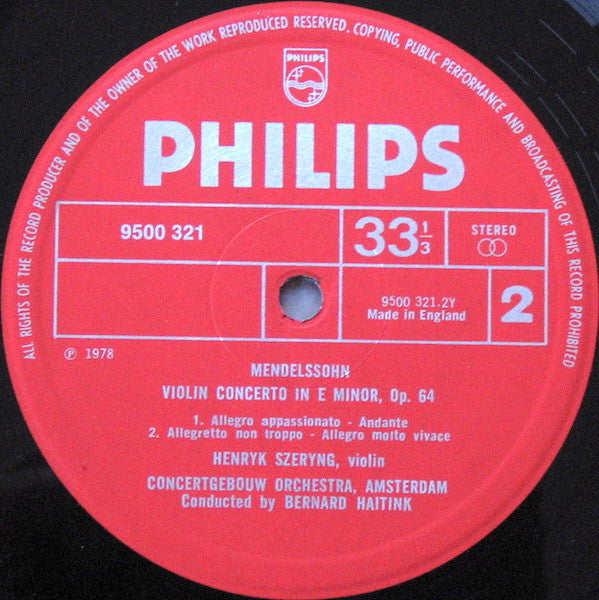 ALL RIGHTS OF THE RECORD PRODUCER AND OF THE OWNER OF THE WORK REPRODUCED RESERVED. COPYING, PUBLIC PERFORMANCE AND BROADCASTING OF THIS RECORD PROHIBITED
PHILIPS
PHILIPS
9500 321
33 1/3
STEREO
9500 321.2Y
Made in England
2
℗ 1978
MENDELSSOHN
VIOLIN CONCERTO IN E MINOR, Op. 64
1. Allegro appassionato - Andante
2. Allegretto non troppo - Allegro molto vivace
HENRYK SZERYNG, violin
CONCERTGEBOUW ORCHESTRA, AMSTERDAM
Conducted by BERNARD HAITINK